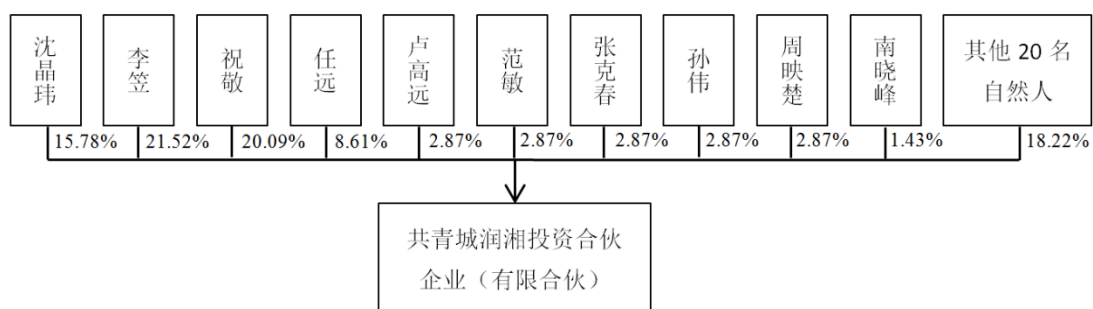 沈晶玮
李笠
祝敬
任远
卢高远
范敏
张克春
孙伟
周映楚
南晓峰
其他 20 名
自然人
15.78%
21.52%
20.09%
8.61%
2.87%
2.87%
2.87%
2.87%
2.87%
1.43%
18.22%
共青城润湘投资合伙
企业（有限合伙）